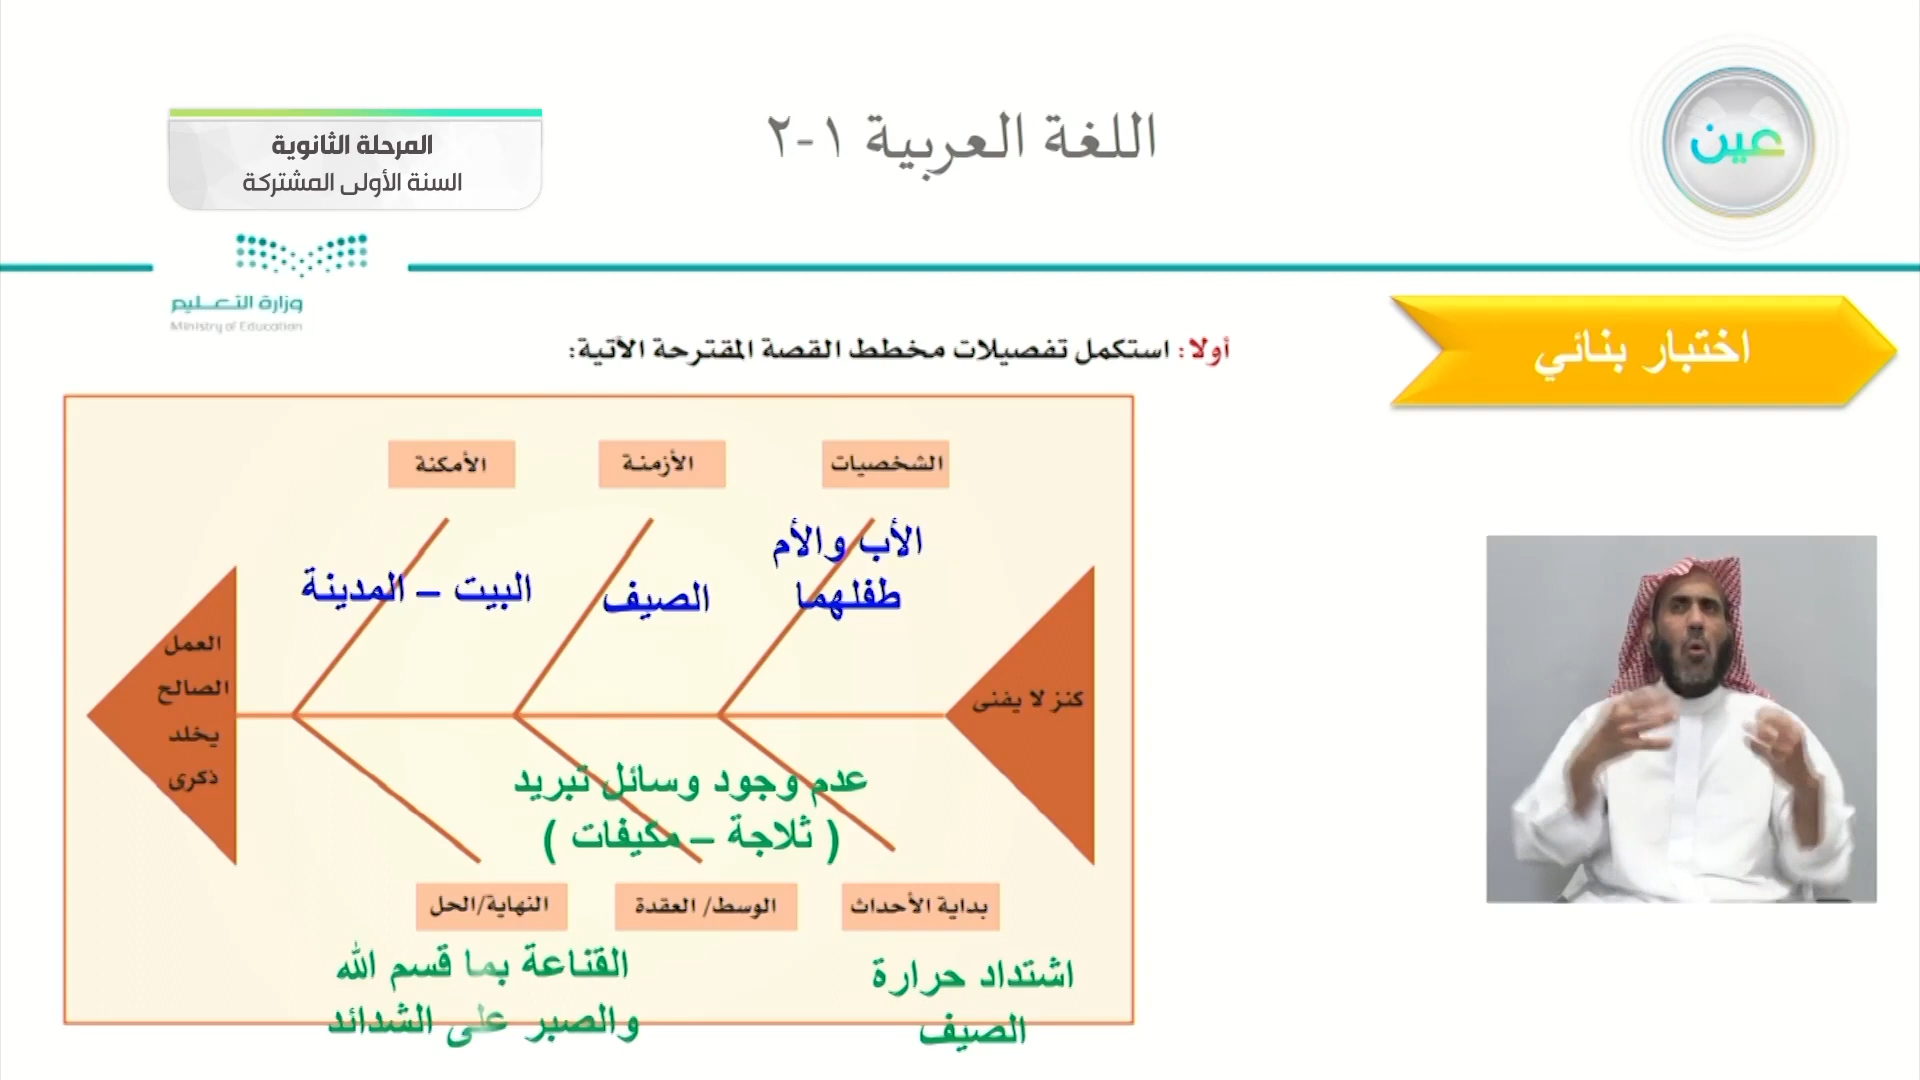 اللغة العربية ١-٢
المرحلة الثانوية
السنة الأولى المشتركة
عين
وزارة التعليم
Ministry of Education
اختبار بنائي
أولا: استكمل تفصيلات مخطط القصة المقترحة الآتية:
الشخصيات
الأزمنة
الأمكنة
الأب والأم
طفلهما
الصيف
البيت – المدينة
كنز لا يفنى
العمل
الصالح
يخلد
ذكرى
عدم وجود وسائل تبريد
( ثلاجة – مكيفات )
بداية الأحداث
الوسط/ العقدة
النهاية/الحل
اشتداد حرارة
الصيف
القناعة بما قسم الله
والصبر على الشدائد